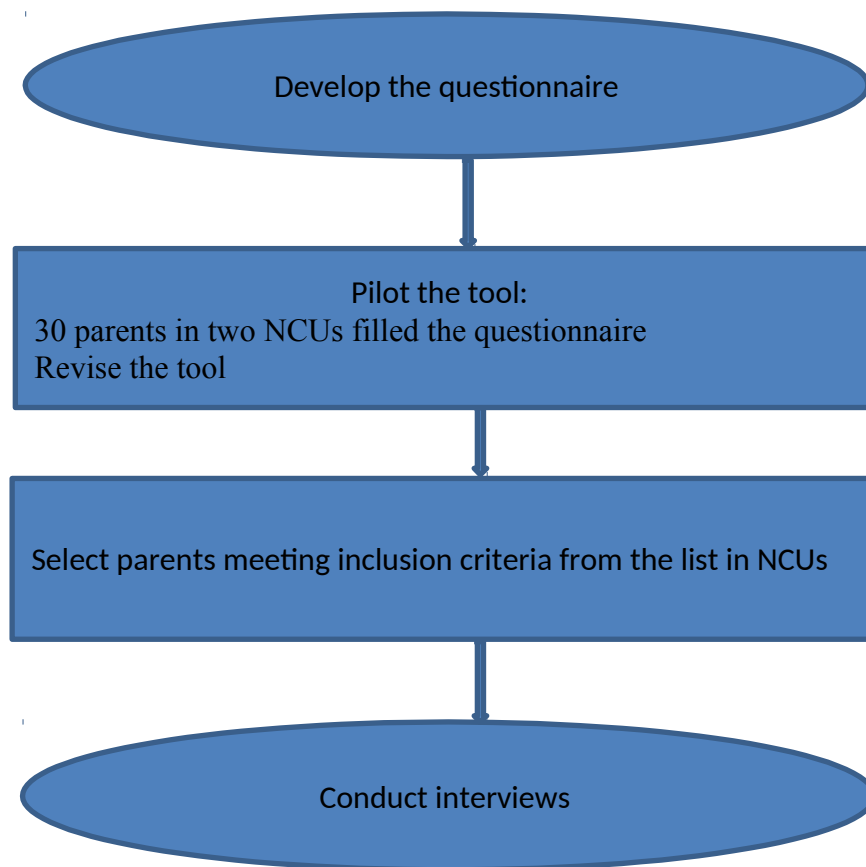 Develop the questionnaire
Pilot the tool:
30 parents in two NCUs filled the questionnaire
Revise the tool
Select parents meeting inclusion criteria from the list in NCUs
Conduct interviews